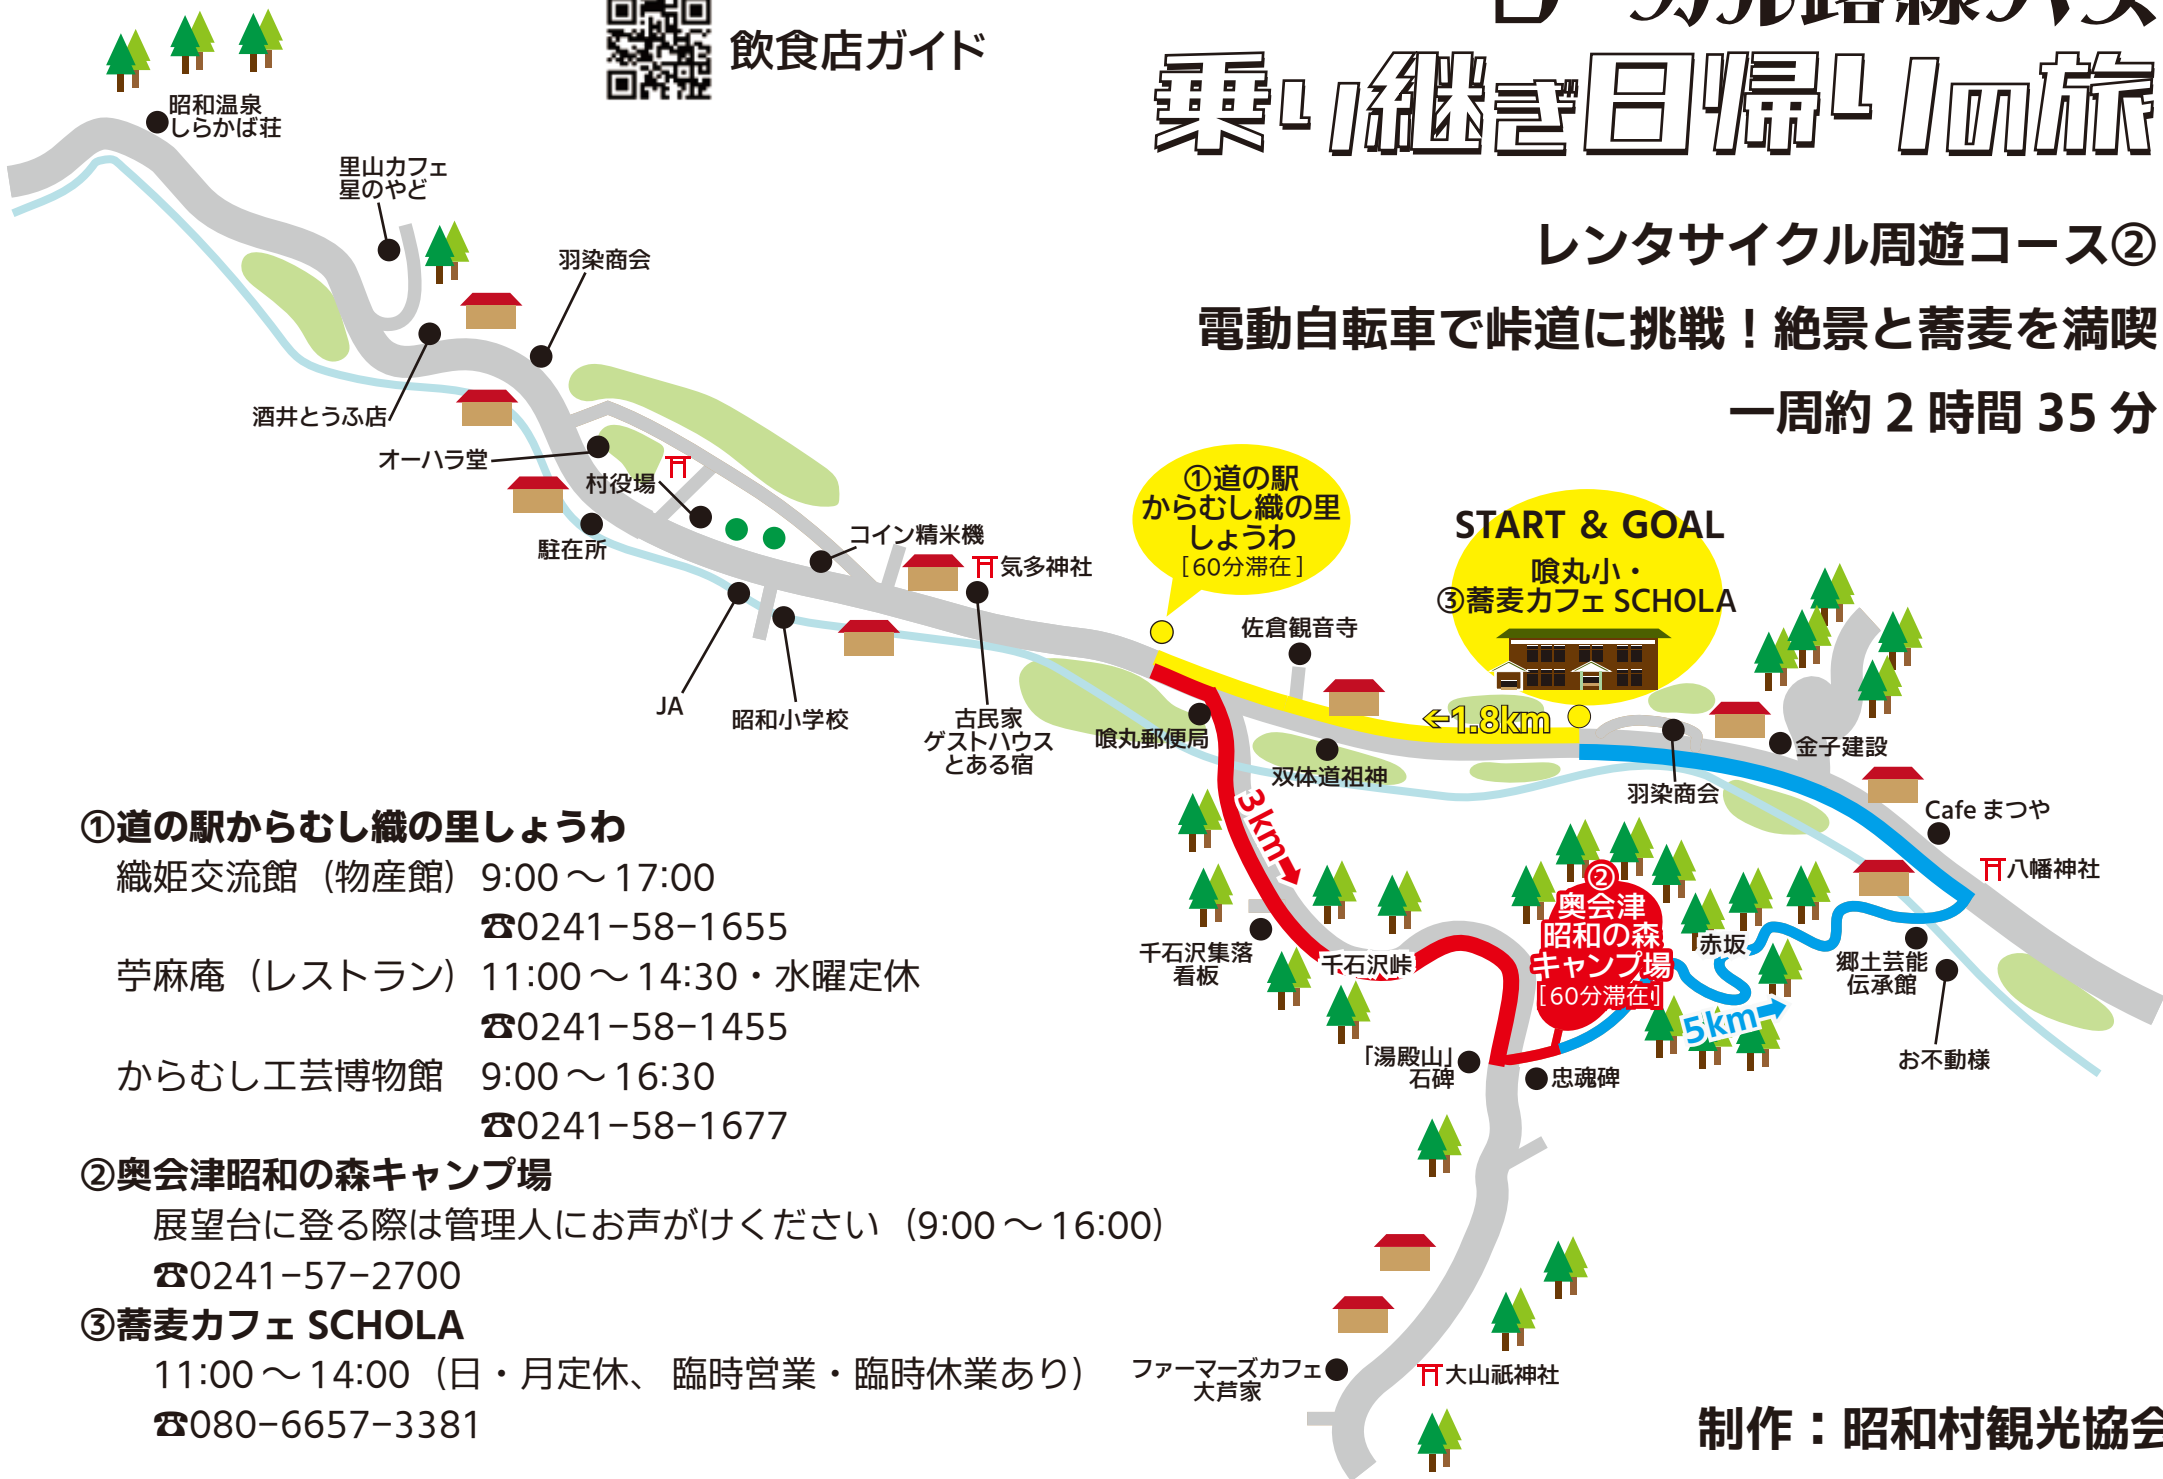 飲食店ガイド
ローカル路線バス
乗り継ぎ日帰りの旅
レンタサイクル周遊コース②
電動自転車で峠道に挑戦！絶景と蕎麦を満喫
一周約 2 時間 35 分
昭和温泉
しらかば荘
里山カフェ
星のやど
羽染商会
酒井とうふ店
オーハラ堂
村役場
駐在所
コイン精米機
気多神社
JA
昭和小学校
古民家
ゲストハウス
とある宿
①道の駅
からむし織の里
しょうわ
[60分滞在]
START & GOAL
喰丸小・
③蕎麦カフェ SCHOLA
佐倉観音寺
←1.8km
喰丸郵便局
双体道祖神
羽染商会
金子建設
Cafe まつや
八幡神社
3km→
千石沢集落
看板
千石沢峠
②
奥会津
昭和の森
キャンプ場
[60分滞在]
赤坂
郷土芸能
伝承館
5km→
お不動様
「湯殿山」
石碑
忠魂碑
ファーマーズカフェ
大芦家
大山祇神社
①道の駅からむし織の里しょうわ
織姫交流館（物産館） 9:00～17:00
☎0241-58-1655
苧麻庵（レストラン） 11:00～14:30・水曜定休
☎0241-58-1455
からむし工芸博物館 9:00～16:30
☎0241-58-1677
②奥会津昭和の森キャンプ場
展望台に登る際は管理人にお声がけください（9:00～16:00）
☎0241-57-2700
③蕎麦カフェ SCHOLA
11:00～14:00（日・月定休、臨時営業・臨時休業あり）
☎080-6657-3381
制作：昭和村観光協会